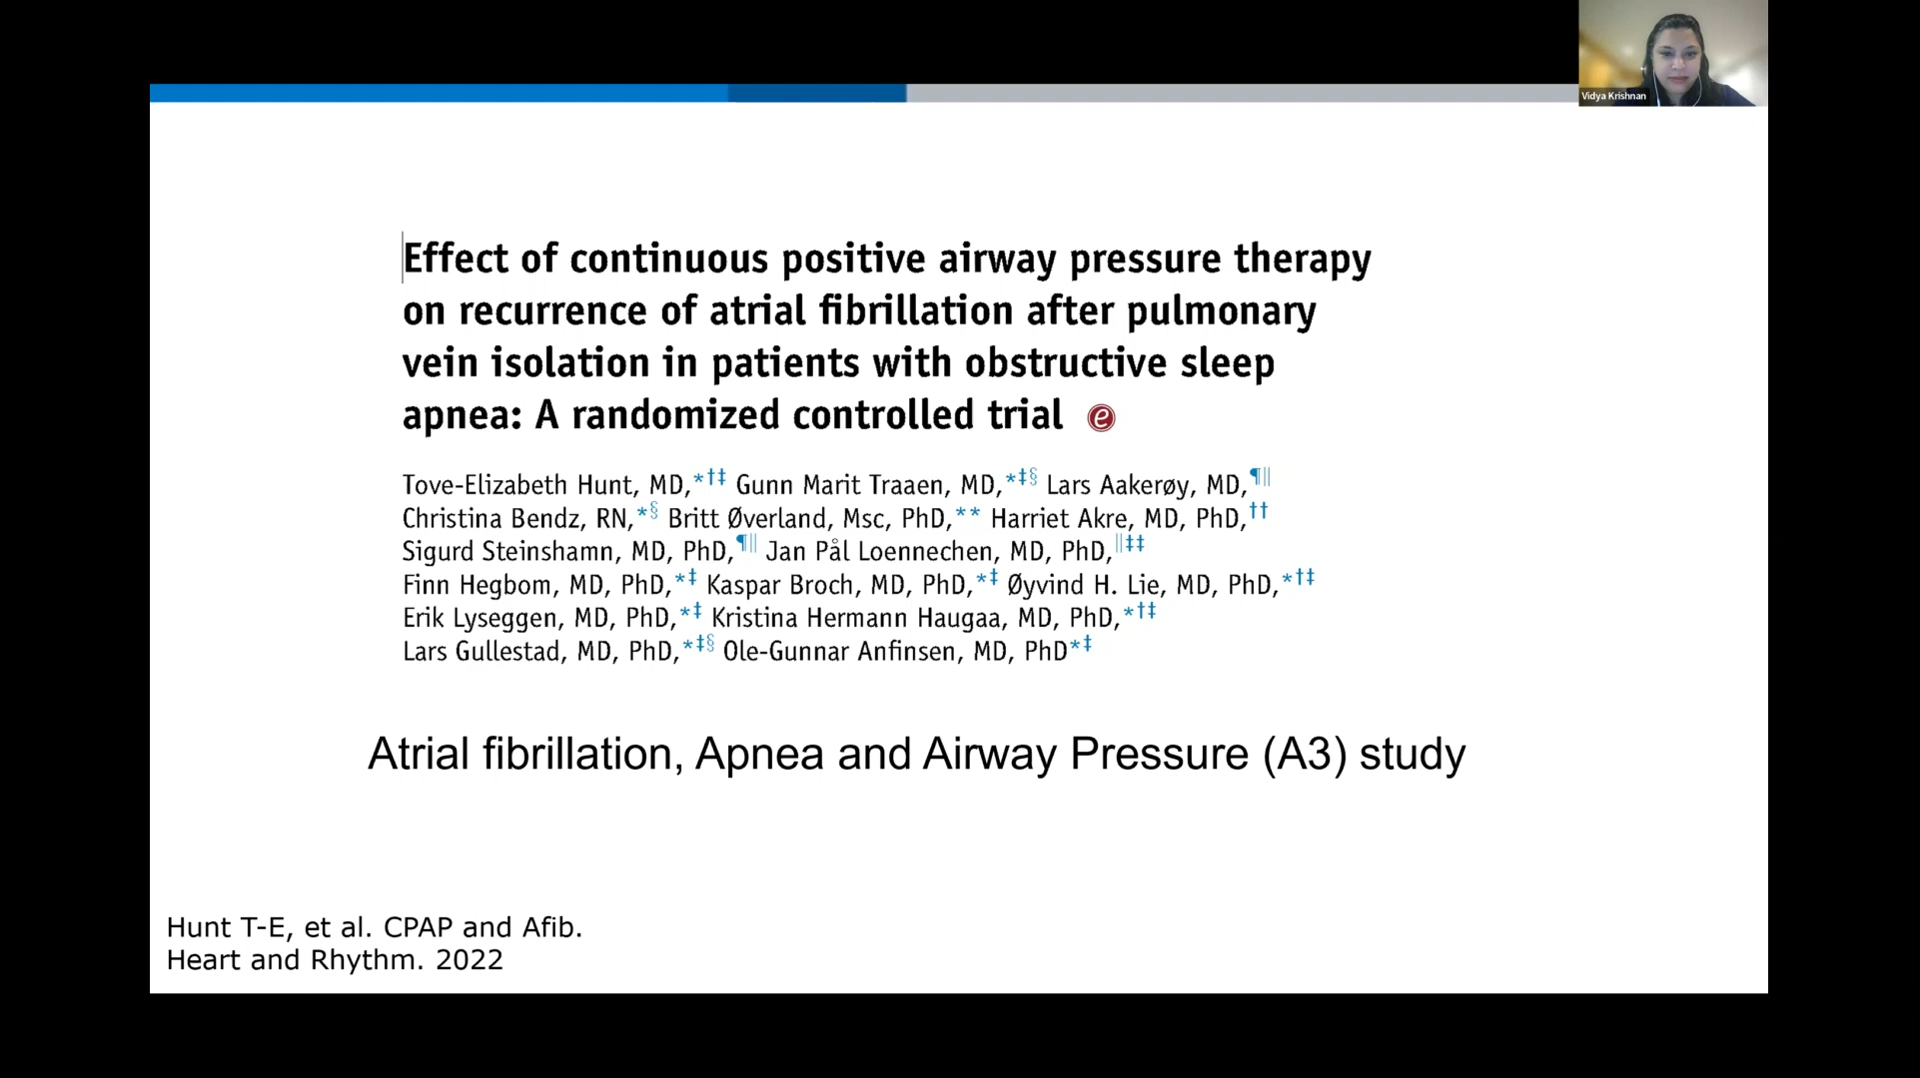 Vidya Krishnan
Effect of continuous positive airway pressure therapy
on recurrence of atrial fibrillation after pulmonary
vein isolation in patients with obstructive sleep
apnea: A randomized controlled trial e
Tove-Elizabeth Hunt, MD,*†‡ Gunn Marit Traaen, MD,*‡§ Lars Aakerøy, MD,¶‖
Christina Bendz, RN,*§ Britt Øverland, Msc, PhD,** Harriet Akre, MD, PhD,††
Sigurd Steinshamn, MD, PhD,¶‖ Jan Pål Loennechen, MD, PhD,‖‡‡
Finn Hegbom, MD, PhD,*‡ Kaspar Broch, MD, PhD,*‡ Øyvind H. Lie, MD, PhD,*†‡
Erik Lyseggen, MD, PhD,*‡ Kristina Hermann Haugaa, MD, PhD,*†‡
Lars Gullestad, MD, PhD,*‡§ Ole-Gunnar Anfinsen, MD, PhD*‡
Atrial fibrillation, Apnea and Airway Pressure (A3) study
Hunt T-E, et al. CPAP and Afib.
Heart and Rhythm. 2022